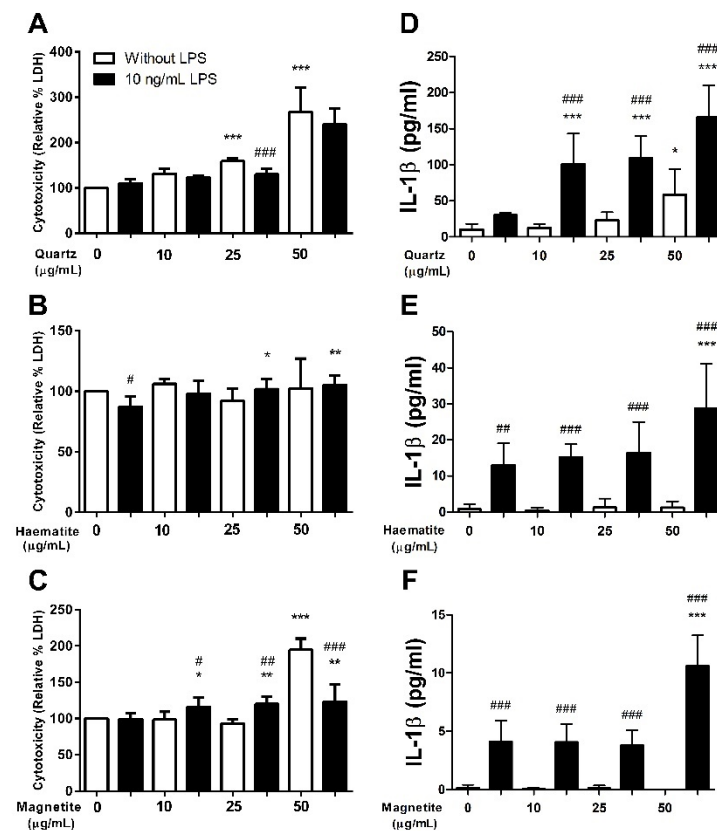 A
Cytotoxicity (Relative % LDH)
400
300
200
100
0
Without LPS
10 ng/mL LPS
***
###
***
Quartz
(µg/mL)
0 10 25 50
D
IL-1β (pg/ml)
250
200
150
100
50
0
###
***
###
***
*
###
***
Quartz
(µg/mL)
0 10 25 50
B
Cytotoxicity (Relative % LDH)
150
100
50
0
#
*
**
Haematite
(µg/mL)
0 10 25 50
E
IL-1β (pg/ml)
50
40
30
20
10
0
##
###
###
###
***
Haematite
(µg/mL)
0 10 25 50
C
Cytotoxicity (Relative % LDH)
250
200
150
100
50
0
#
*
##
**
***
###
**
Magnetite
(µg/mL)
0 10 25 50
F
IL-1β (pg/ml)
15
10
5
0
###
###
###
###
***
Magnetite
(µg/mL)
0 10 25 50